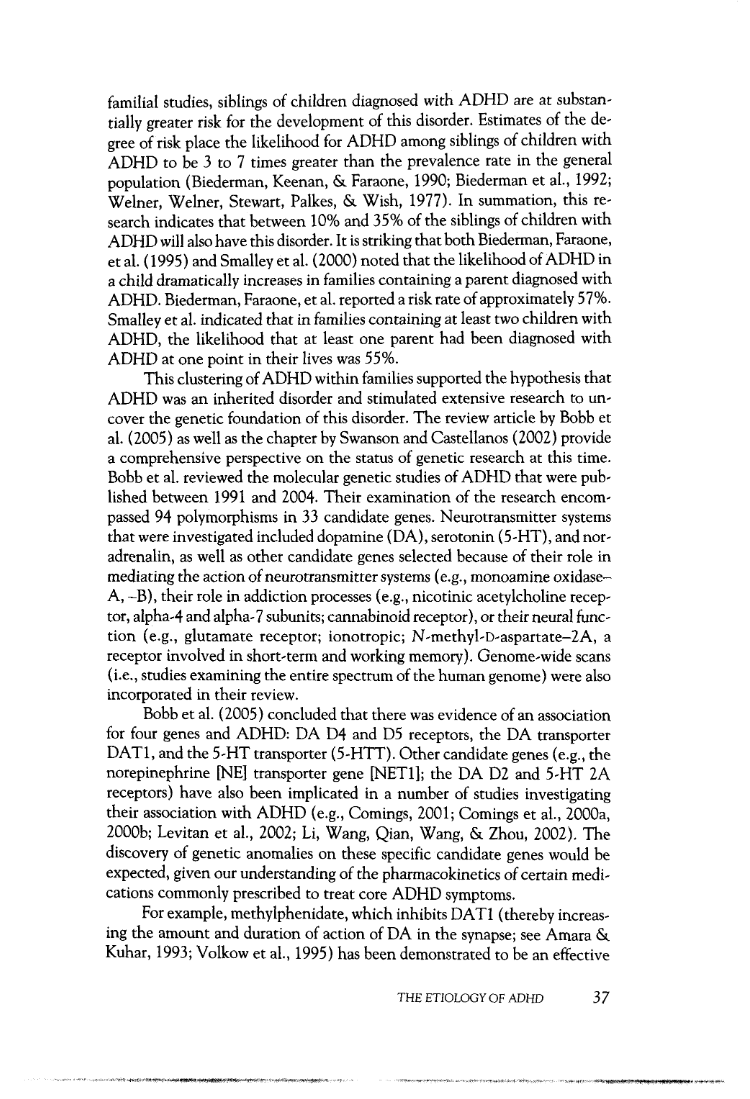 familial studies, siblings of children diagnosed with ADHD are at substan-
tially greater risk for the development of this disorder. Estimates of the de-
gree of risk place the likelihood for ADHD among siblings of children with
ADHD to be 3 to 7 times greater than the prevalence rate in the general
population (Biederman, Keenan, & Faraone, 1990; Biederman et al., 1992;
Welner, Welner, Stewart, Palkes, & Wish, 1977). In summation, this re-
search indicates that between 10% and 35% of the siblings of children with
ADHD will also have this disorder. It is striking that both Biederman, Faraone,
et al. (1995) and Smalley et al. (2000) noted that the likelihood of ADHD in
a child dramatically increases in families containing a parent diagnosed with
ADHD. Biederman, Faraone, et al. reported a risk rate of approximately 57%.
Smalley et al. indicated that in families containing at least two children with
ADHD, the likelihood that at least one parent had been diagnosed with
ADHD at one point in their lives was 55%.
This clustering of ADHD within families supported the hypothesis that
ADHD was an inherited disorder and stimulated extensive research to un-
cover the genetic foundation of this disorder. The review article by Bobb et
al. (2005) as well as the chapter by Swanson and Castellanos (2002) provide
a comprehensive perspective on the status of genetic research at this time.
Bobb et al. reviewed the molecular genetic studies of ADHD that were pub-
lished between 1991 and 2004. Their examination of the research encom-
passed 94 polymorphisms in 33 candidate genes. Neurotransmitter systems
that were investigated included dopamine (DA), serotonin (5-HT), and nor-
adrenalin, as well as other candidate genes selected because of their role in
mediating the action of neurotransmitter systems (e.g., monoamine oxidase–
A, –B), their role in addiction processes (e.g., nicotinic acetylcholine recep-
tor, alpha-4 and alpha-7 subunits; cannabinoid receptor), or their neural func-
tion (e.g., glutamate receptor; ionotropic; N-methyl-D-aspartate–2A, a
receptor involved in short-term and working memory). Genome-wide scans
(i.e., studies examining the entire spectrum of the human genome) were also
incorporated in their review.
Bobb et al. (2005) concluded that there was evidence of an association
for four genes and ADHD: DA D4 and D5 receptors, the DA transporter
DAT1, and the 5-HT transporter (5-HTT). Other candidate genes (e.g., the
norepinephrine [NE] transporter gene [NET1]; the DA D2 and 5-HT 2A
receptors) have also been implicated in a number of studies investigating
their association with ADHD (e.g., Comings, 2001; Comings et al., 2000a,
2000b; Levitan et al., 2002; Li, Wang, Qian, Wang, & Zhou, 2002). The
discovery of genetic anomalies on these specific candidate genes would be
expected, given our understanding of the pharmacokinetics of certain medi-
cations commonly prescribed to treat core ADHD symptoms.
For example, methylphenidate, which inhibits DAT1 (thereby increas-
ing the amount and duration of action of DA in the synapse; see Amara &
Kuhar, 1993; Volkow et al., 1995) has been demonstrated to be an effective
THE ETIOLOGY OF ADHD 37